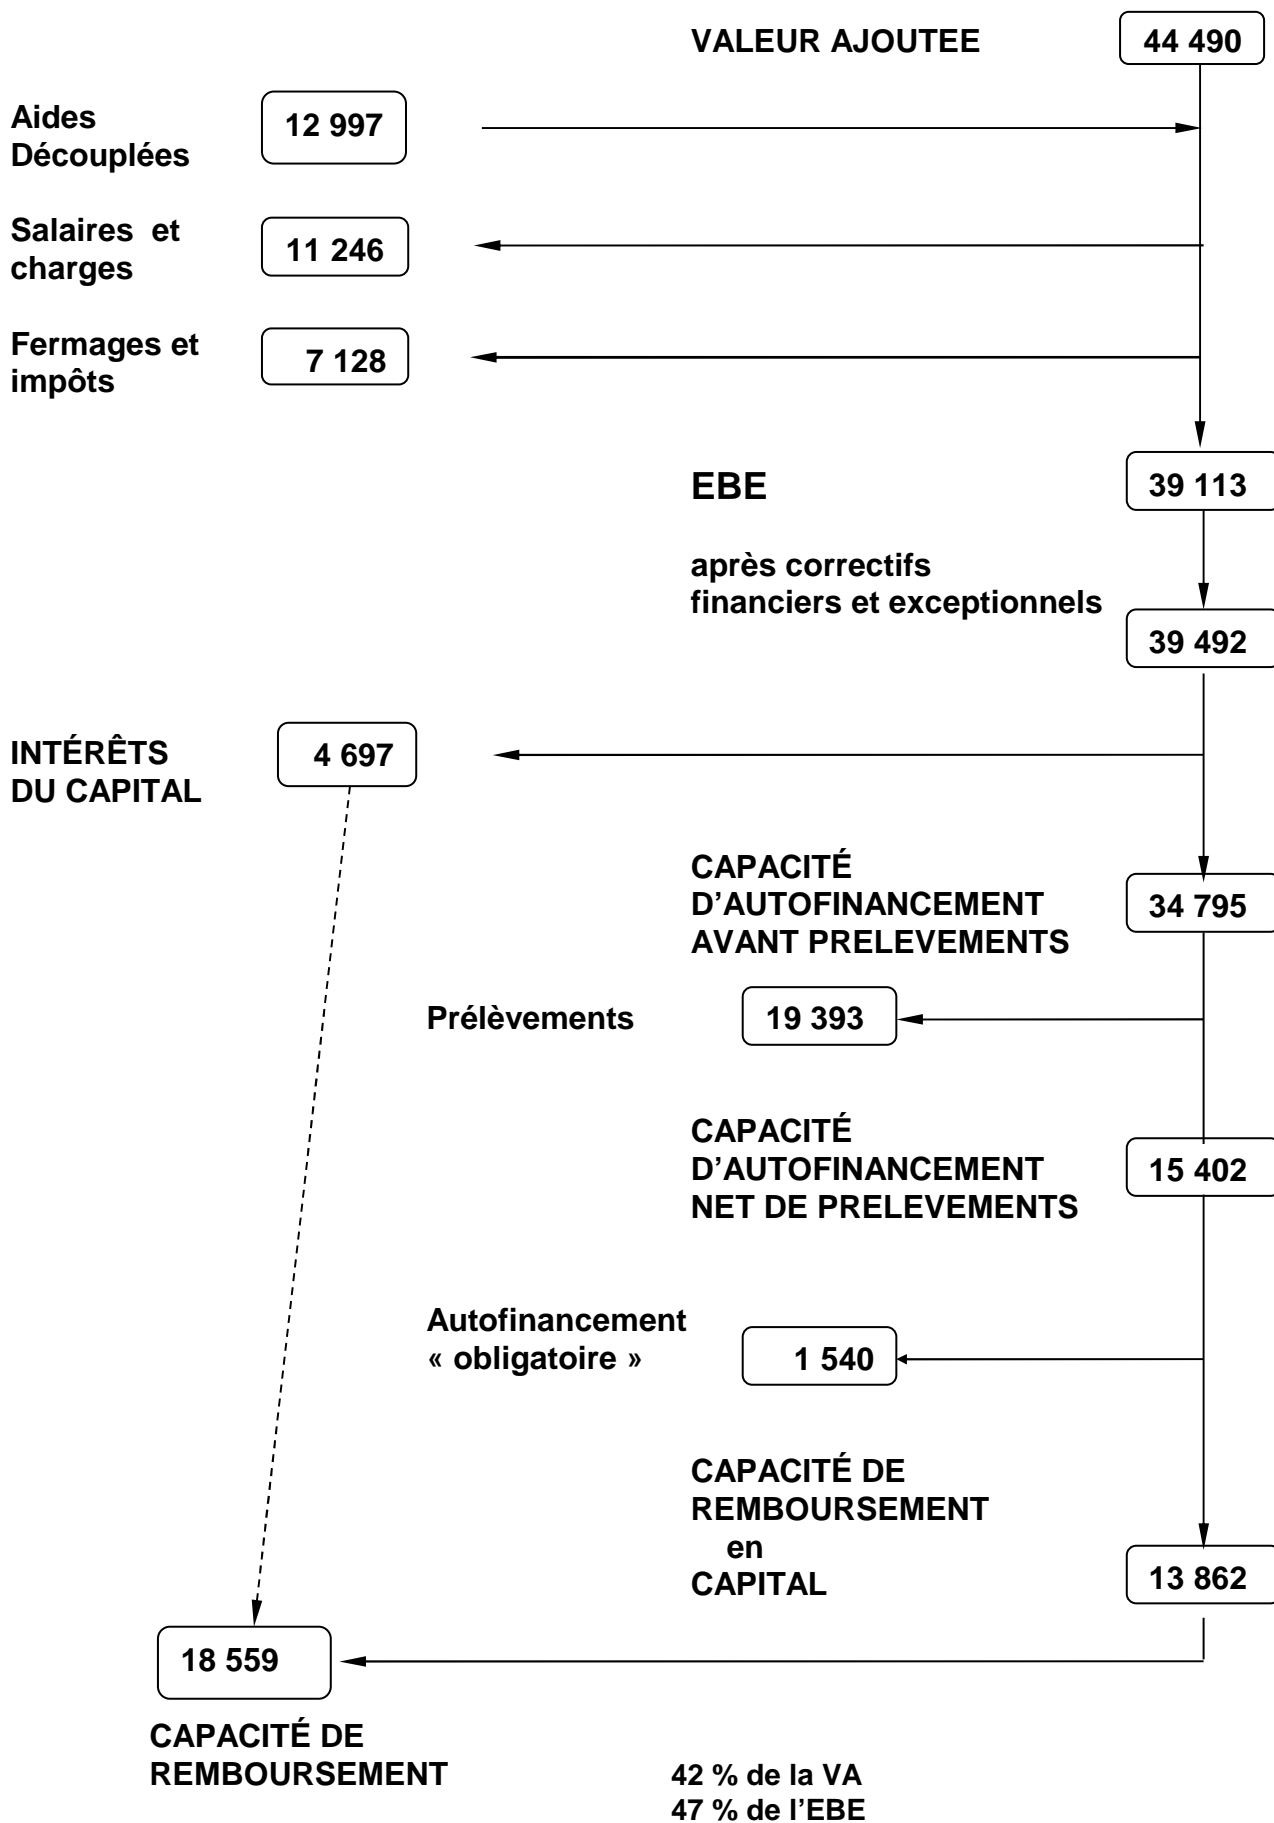 VALEUR AJOUTEE 44 490
Aides
Découplées
12 997
Salaires et
charges
11 246
Fermages et
impôts
7 128
EBE
39 113
après correctifs
financiers et exceptionnels
39 492
INTÉRÊTS
DU CAPITAL
4 697
CAPACITÉ
D’AUTOFINANCEMENT
AVANT PRELEVEMENTS
34 795
Prélèvements 19 393
CAPACITÉ
D’AUTOFINANCEMENT
NET DE PRELEVEMENTS
15 402
Autofinancement
« obligatoire »
1 540
CAPACITÉ DE
REMBOURSEMENT
en
CAPITAL
13 862
18 559
CAPACITÉ DE
REMBOURSEMENT
42 % de la VA
47 % de l’EBE